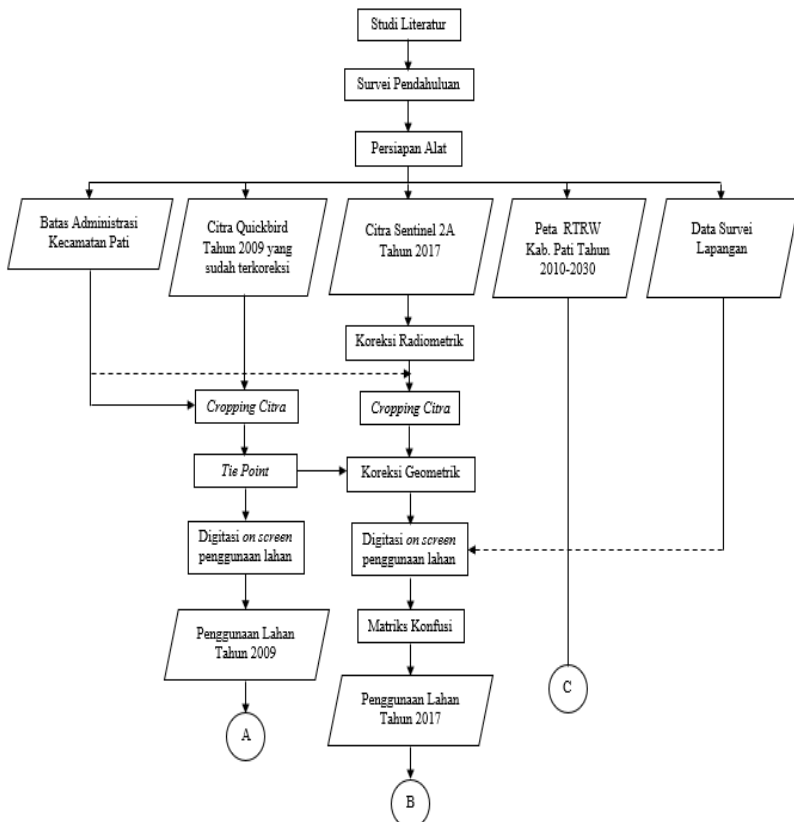 Studi Literatur
Survei Pendahuluan
Persiapan Alat
Batas Administrasi
Kecamatan Pati
Citra Quickbird
Tahun 2009 yang
sudah terkoreksi
Citra Sentinel 2A
Tahun 2017
Peta RTRW
Kab. Pati Tahun
2010-2030
Data Survei
Lapangan
Koreksi Radiometrik
Cropping Citra
Cropping Citra
Tie Point
Koreksi Geometrik
Digitasi on screen
penggunaan lahan
Digitasi on screen
penggunaan lahan
Penggunaan Lahan
Tahun 2009
Matriks Konfusi
Penggunaan Lahan
Tahun 2017
C
A
B